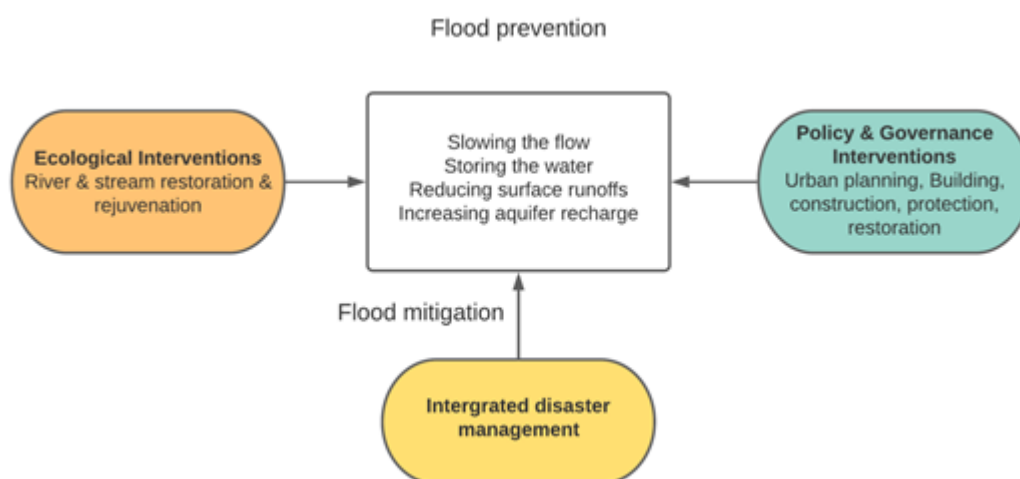 Flood prevention
Ecological Interventions
River & stream restoration &
rejuvenation
Slowing the flow
Storing the water
Reducing surface runoffs
Increasing aquifer recharge
Policy & Governance
Interventions
Urban planning, Building,
construction, protection,
restoration
Flood mitigation
Intergrated disaster
management